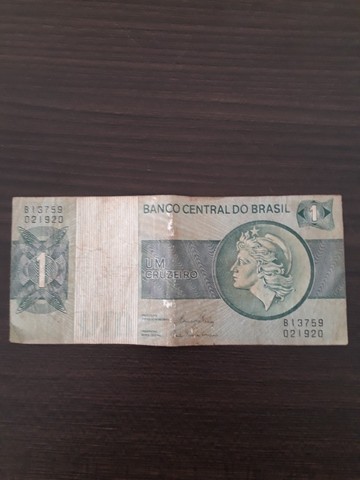 B13759
021920
1
BANCO CENTRAL DO BRASIL
1
UM
CRUZEIRO
B13759
021920